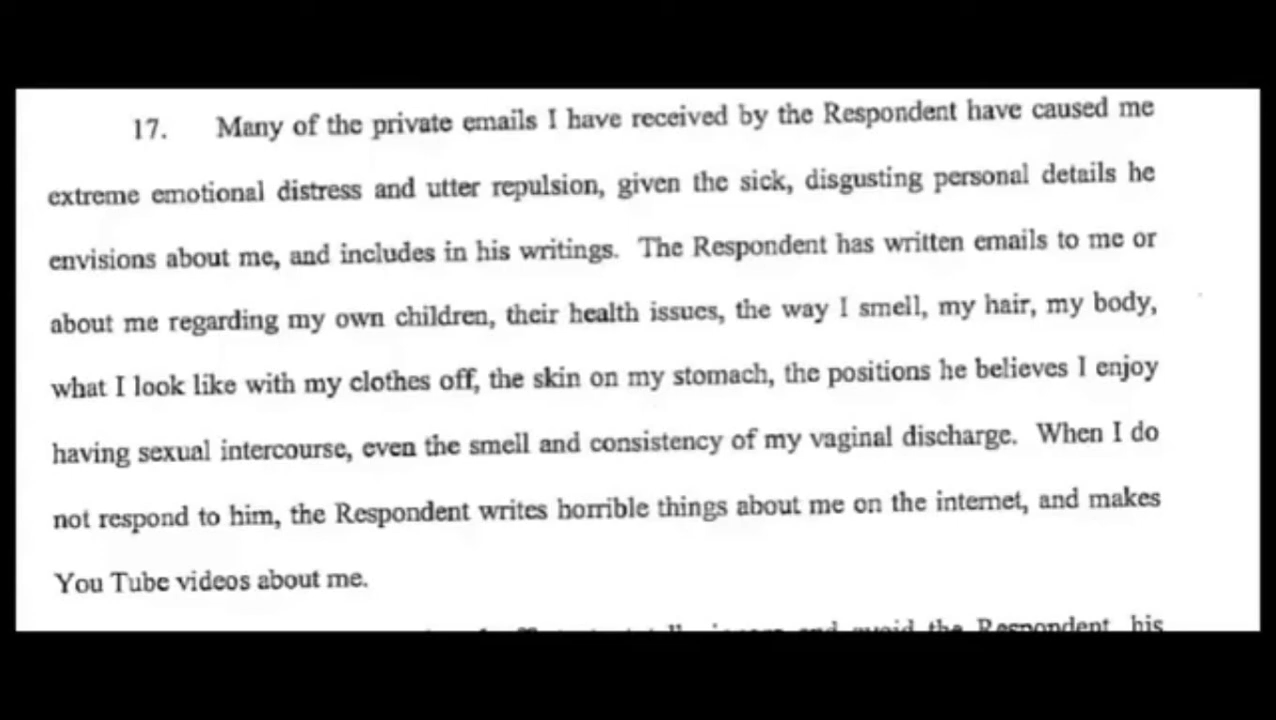 17. Many of the private emails I have received by the Respondent have caused me
extreme emotional distress and utter repulsion, given the sick, disgusting personal details he
envisions about me, and includes in his writings. The Respondent has written emails to me or
about me regarding my own children, their health issues, the way I smell, my hair, my body,
what I look like with my clothes off, the skin on my stomach, the positions he believes I enjoy
having sexual intercourse, even the smell and consistency of my vaginal discharge. When I do
not respond to him, the Respondent writes horrible things about me on the internet, and makes
You Tube videos about me.
and avoid the Respondent, his